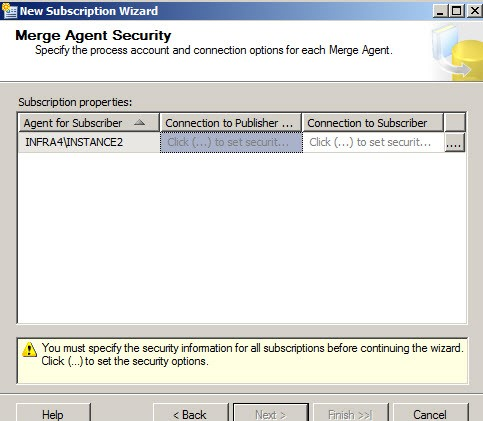 New Subscription Wizard
Merge Agent Security
Specify the process account and connection options for each Merge Agent.
Subscription properties:
Agent for Subscriber Connection to Publisher ... Connection to Subscriber
INFRA4\INSTANCE2 Click (...) to set securit... Click (...) to set securit... ....
You must specify the security information for all subscriptions before continuing the wizard.
Click (...) to set the security options.
Help < Back Next > Finish >>| Cancel